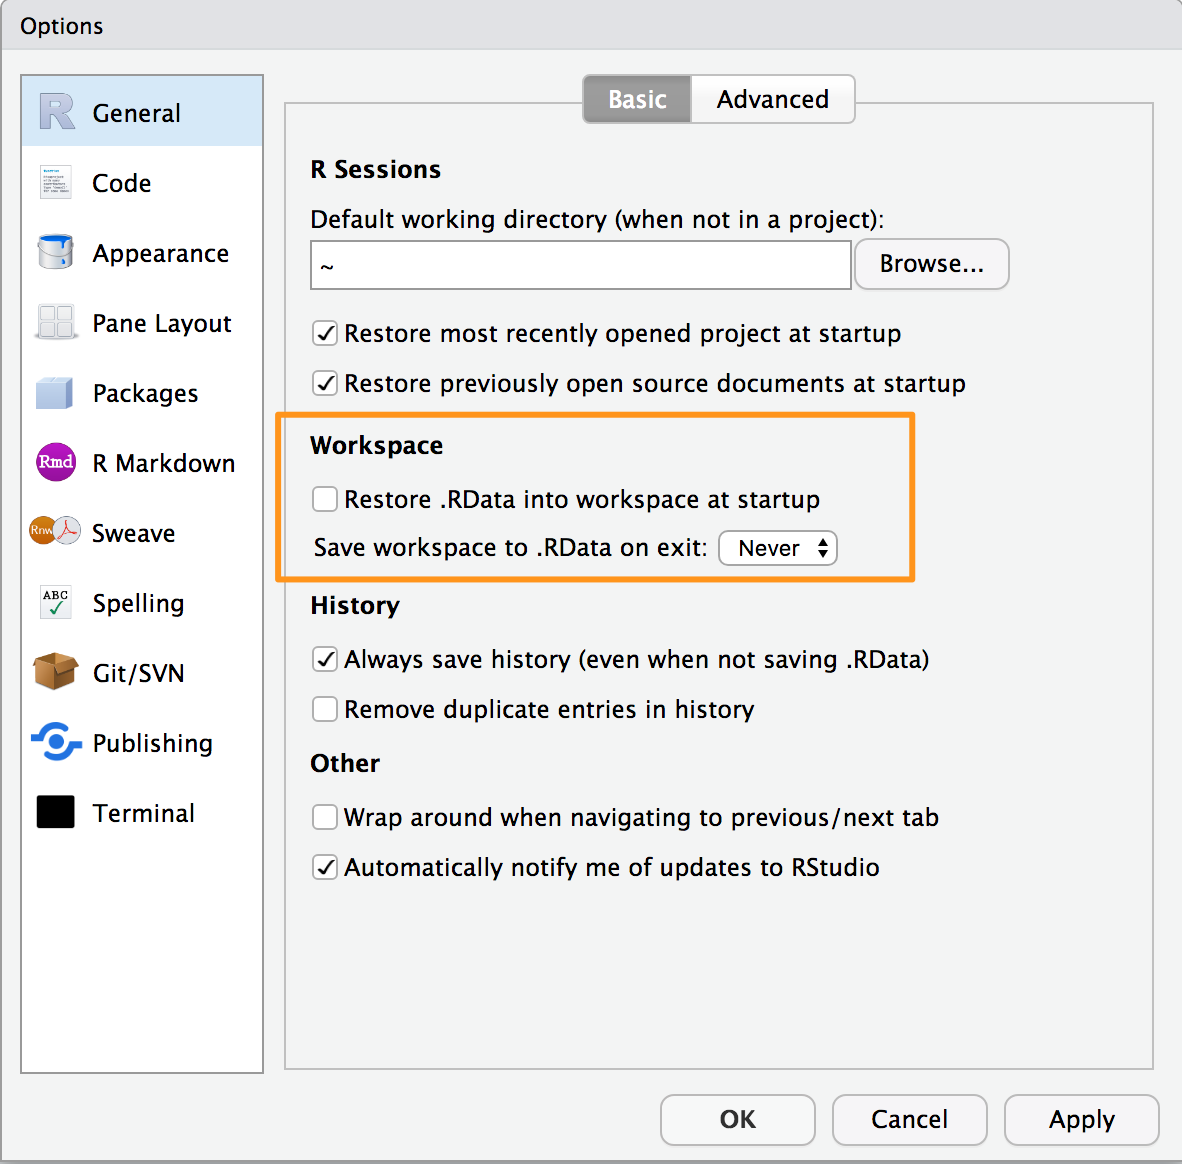 Options
General
Code
Appearance
Pane Layout
Packages
Rmd R Markdown
Rnw Sweave
ABC Spelling
Git/SVN
Publishing
Terminal
Basic Advanced
R Sessions
Default working directory (when not in a project):
~ Browse...
Restore most recently opened project at startup
Restore previously open source documents at startup
Workspace
Restore .RData into workspace at startup
Save workspace to .RData on exit: Never
History
Always save history (even when not saving .RData)
Remove duplicate entries in history
Other
Wrap around when navigating to previous/next tab
Automatically notify me of updates to RStudio
OK Cancel Apply